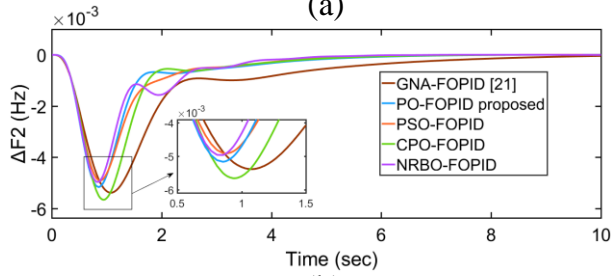 (a)
×10⁻³
0
-2
-4
-6
ΔF2 (Hz)
GNA-FOPID [21]
PO-FOPID proposed
PSO-FOPID
CPO-FOPID
NRBO-FOPID
×10⁻³
-4
-5
-6
0.5 1 1.5
0 2 4 6 8 10
Time (sec)